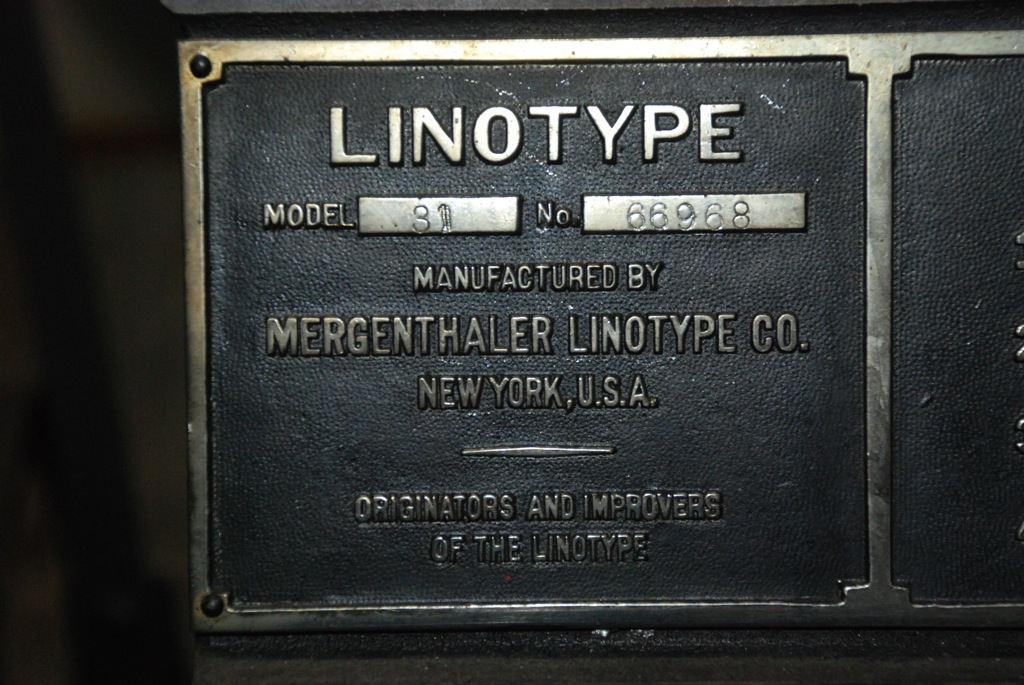 LINOTYPE
MODEL 31 No. 66968
MANUFACTURED BY
MERGENTHALER LINOTYPE CO.
NEW YORK, U.S.A.
ORIGINATORS AND IMPROVERS
OF THE LINOTYPE